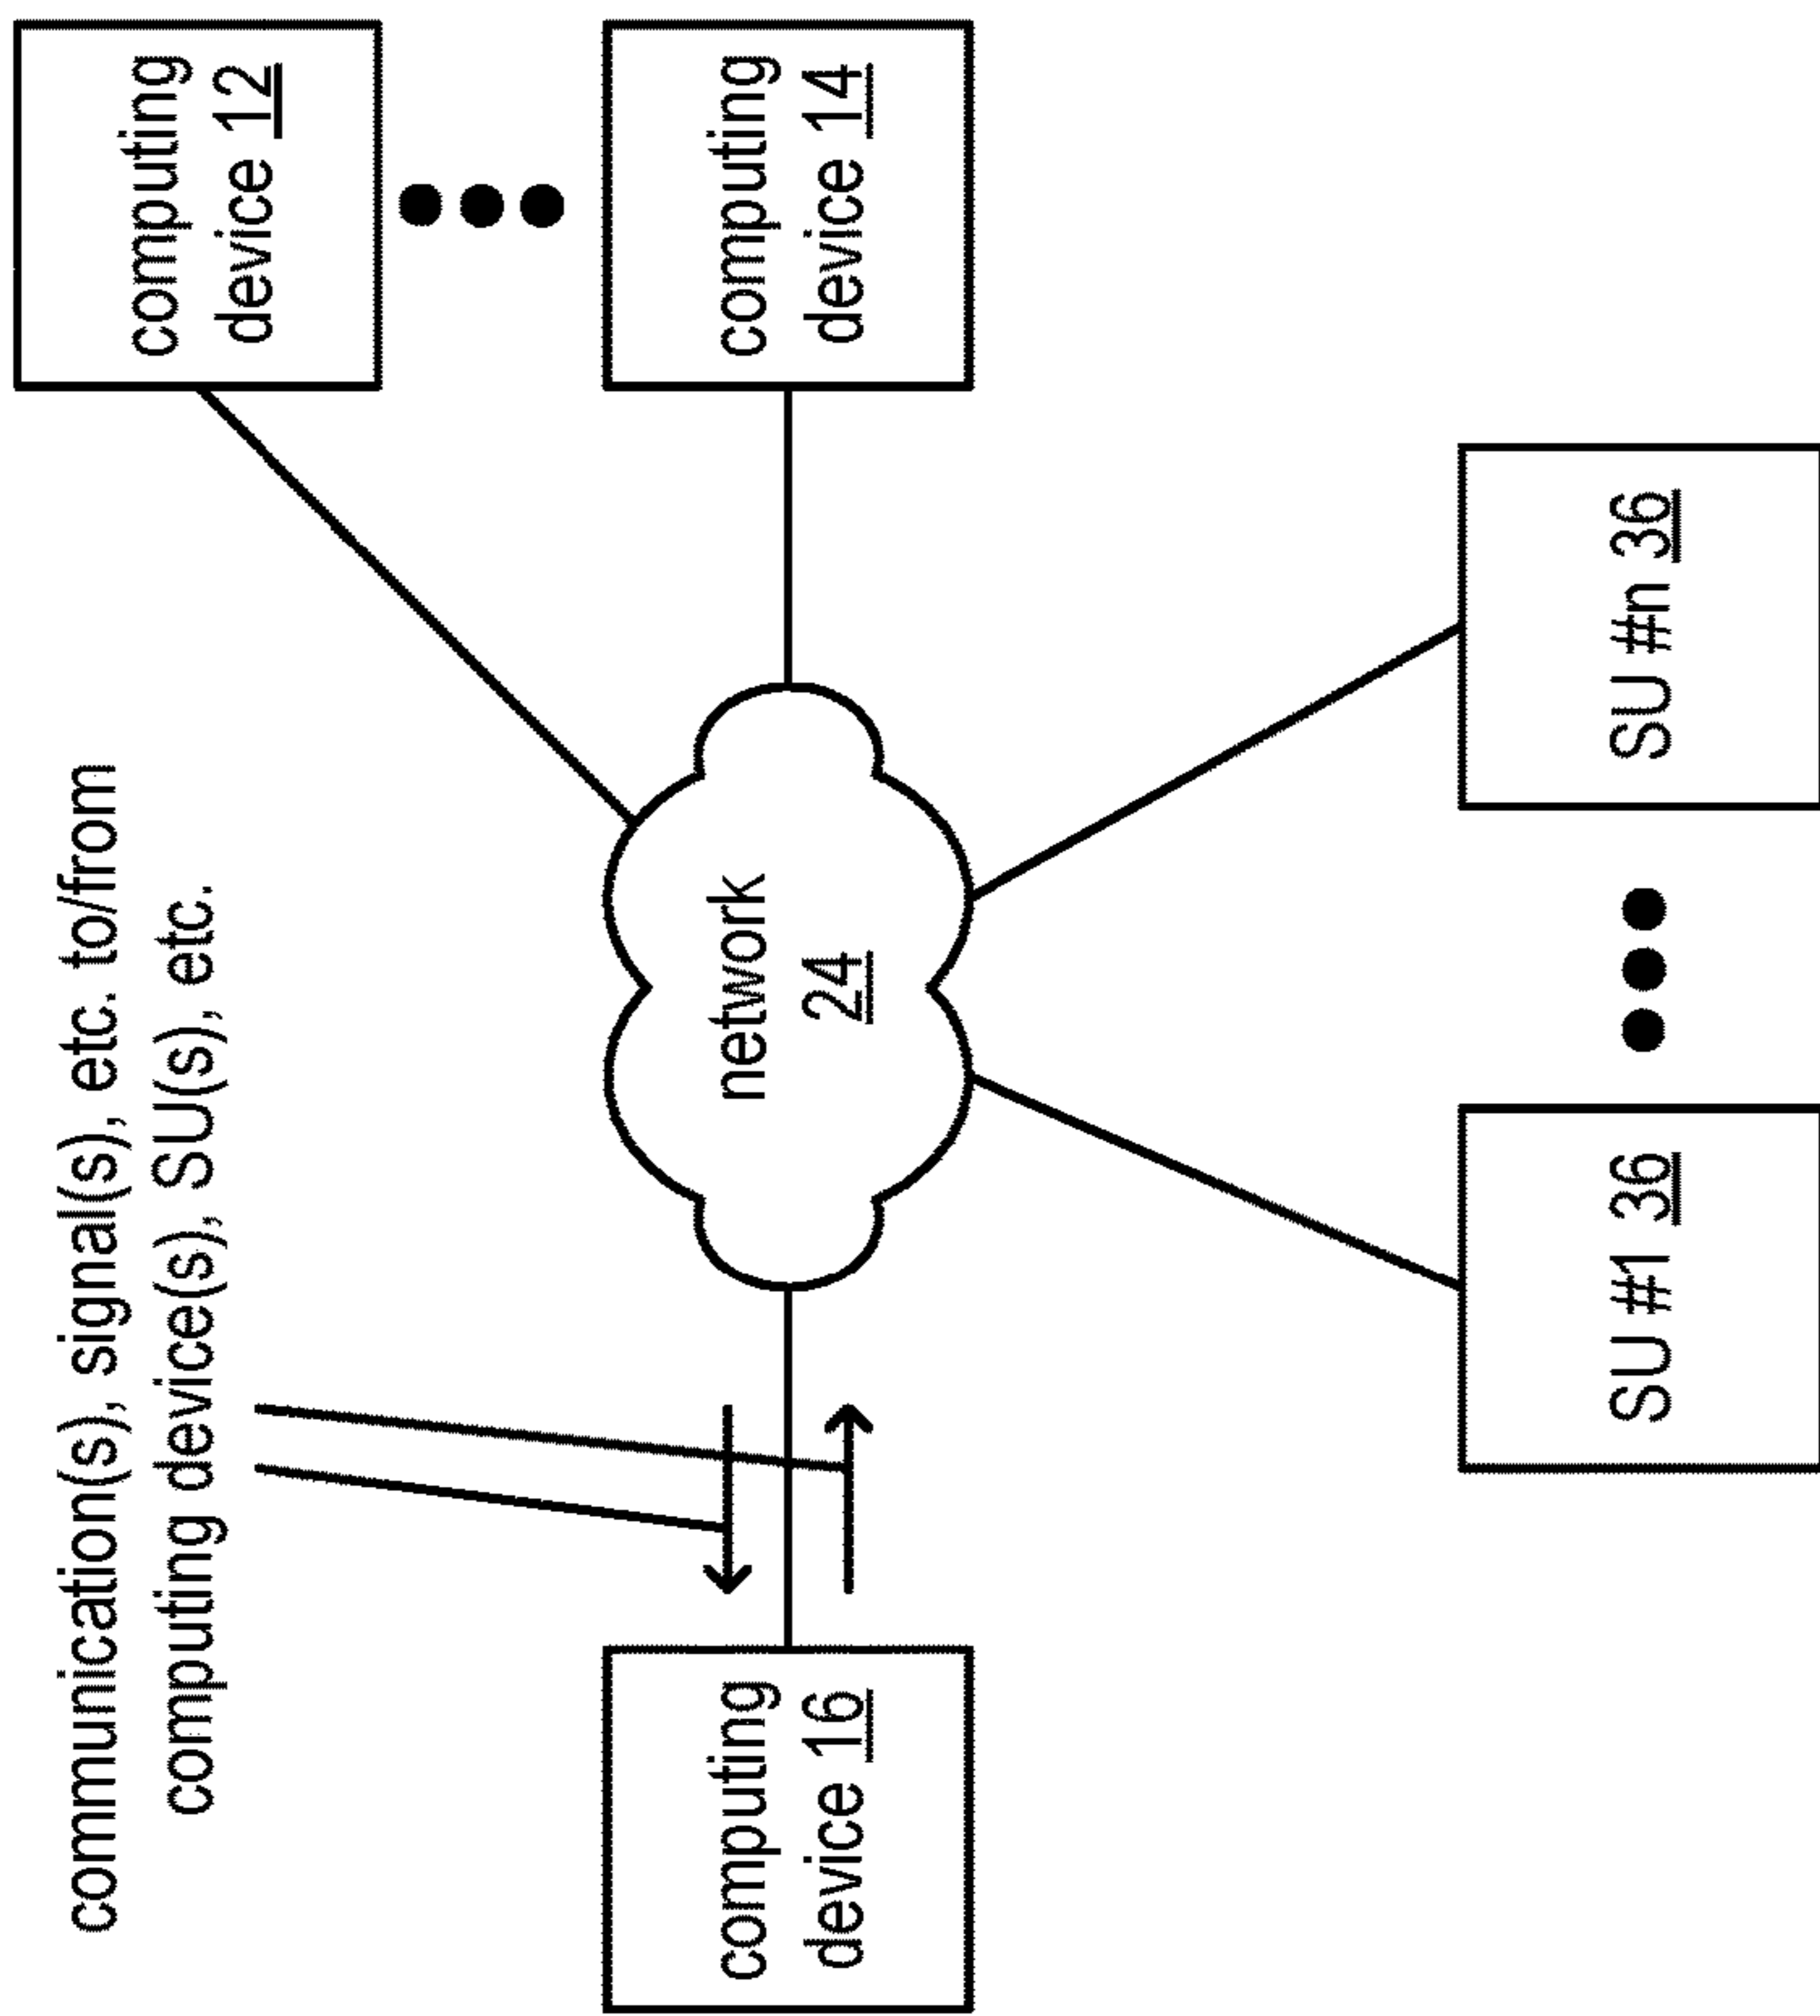 communication(s), signal(s), etc. to/from
computing device(s), SU(s), etc.
computing
device 12
computing
device 16
network
24
computing
device 14
SU #1 36
SU #n 36